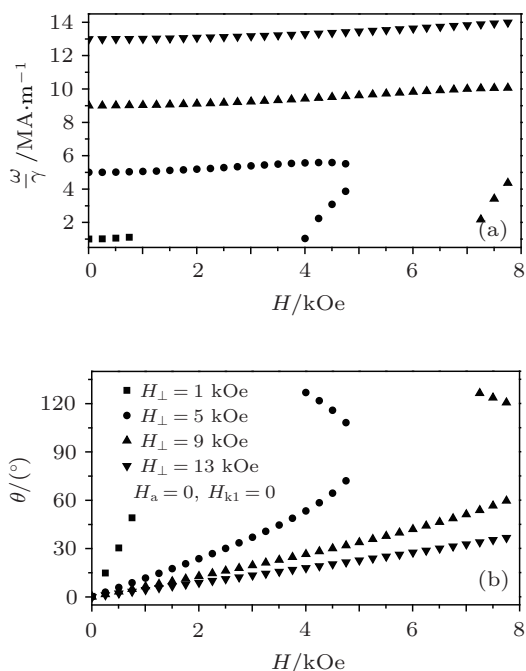 14
12
10
8
6
4
2
ω/γ /MA·m⁻¹
(a)
0 2 4 6 8
H/kOe
120
90
60
30
0
θ/(°)
H⊥ = 1 kOe
H⊥ = 5 kOe
H⊥ = 9 kOe
H⊥ = 13 kOe
Ha = 0, Hk1 = 0
(b)
0 2 4 6 8
H/kOe